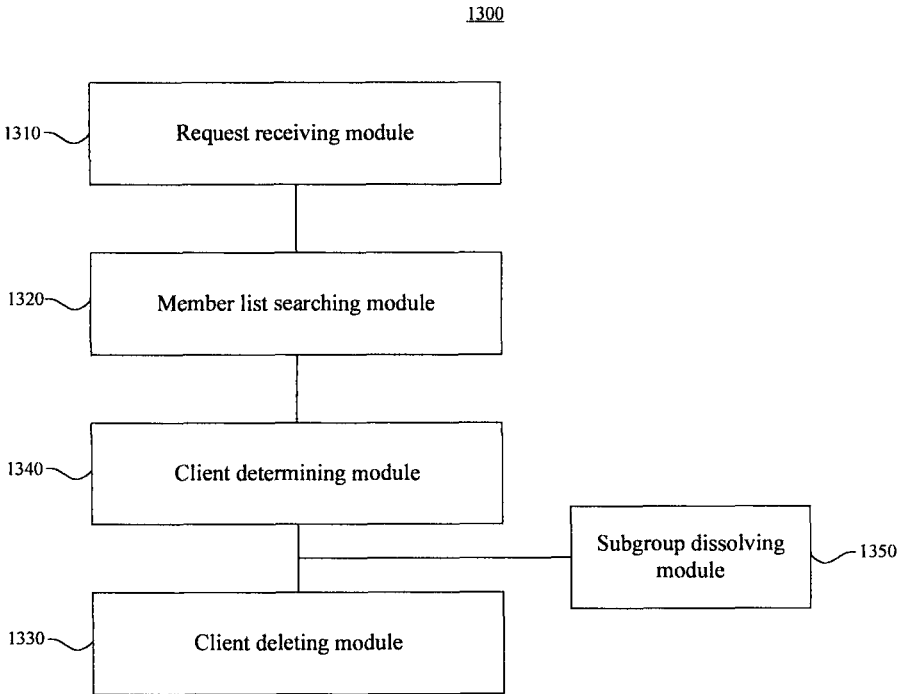 1300
Request receiving module
1310
Member list searching module
1320
Client determining module
1340
Subgroup dissolving
module
1350
Client deleting module
1330